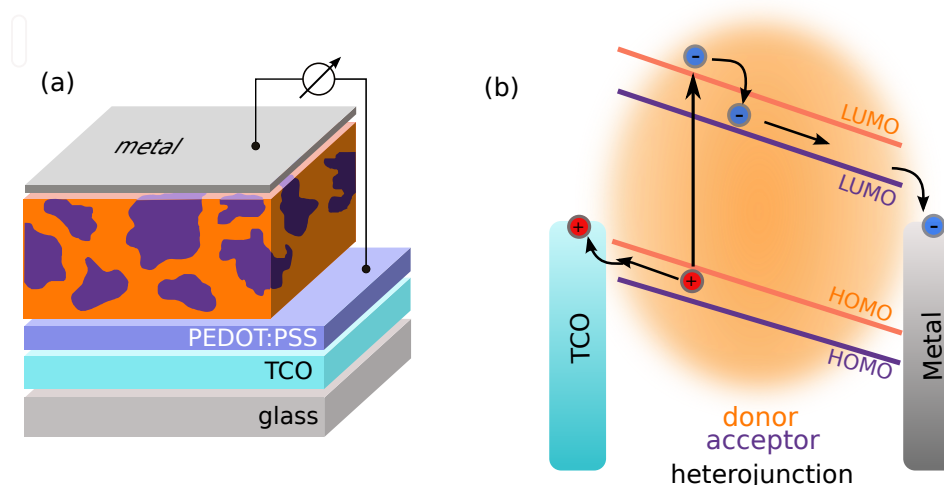 (a)
metal
PEDOT:PSS
TCO
glass
(b)
-
-
LUMO
LUMO
+
-
+
HOMO
HOMO
TCO
Metal
donor
acceptor
heterojunction